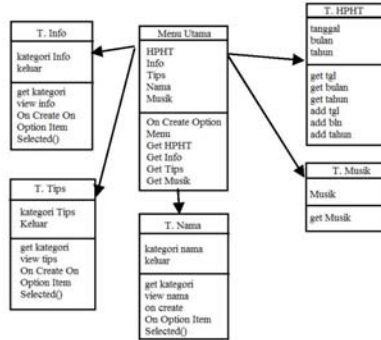 T. Info
kategori Info
keluar
get kategori
view info
On Create On
Option Item
Selected()
Menu Utama
HPHT
Info
Tips
Nama
Musik
On Create Option
Menu
Get HPHT
Get Info
Get Tips
Get Musik
T. HPHT
tanggal
bulan
tahun
get tgl
get bulan
get tahun
add tgl
add bln
add tahun
T. Musik
Musik
get Musik
T. Tips
kategori Tips
Keluar
get kategori
view tips
On Create On
Option Item
Selected()
T. Nama
kategori nama
keluar
get kategori
view nama
on create
On Option Item
Selected()